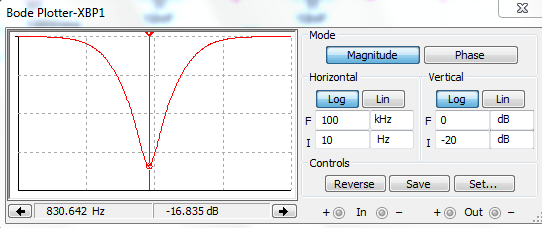 Bode Plotter-XBP1
Mode
Magnitude Phase
Horizontal Vertical
Log Lin Log Lin
F 100 kHz F 0 dB
I 10 Hz I -20 dB
Controls
Reverse Save Set...
830.642 Hz -16.835 dB
+ In - + Out -